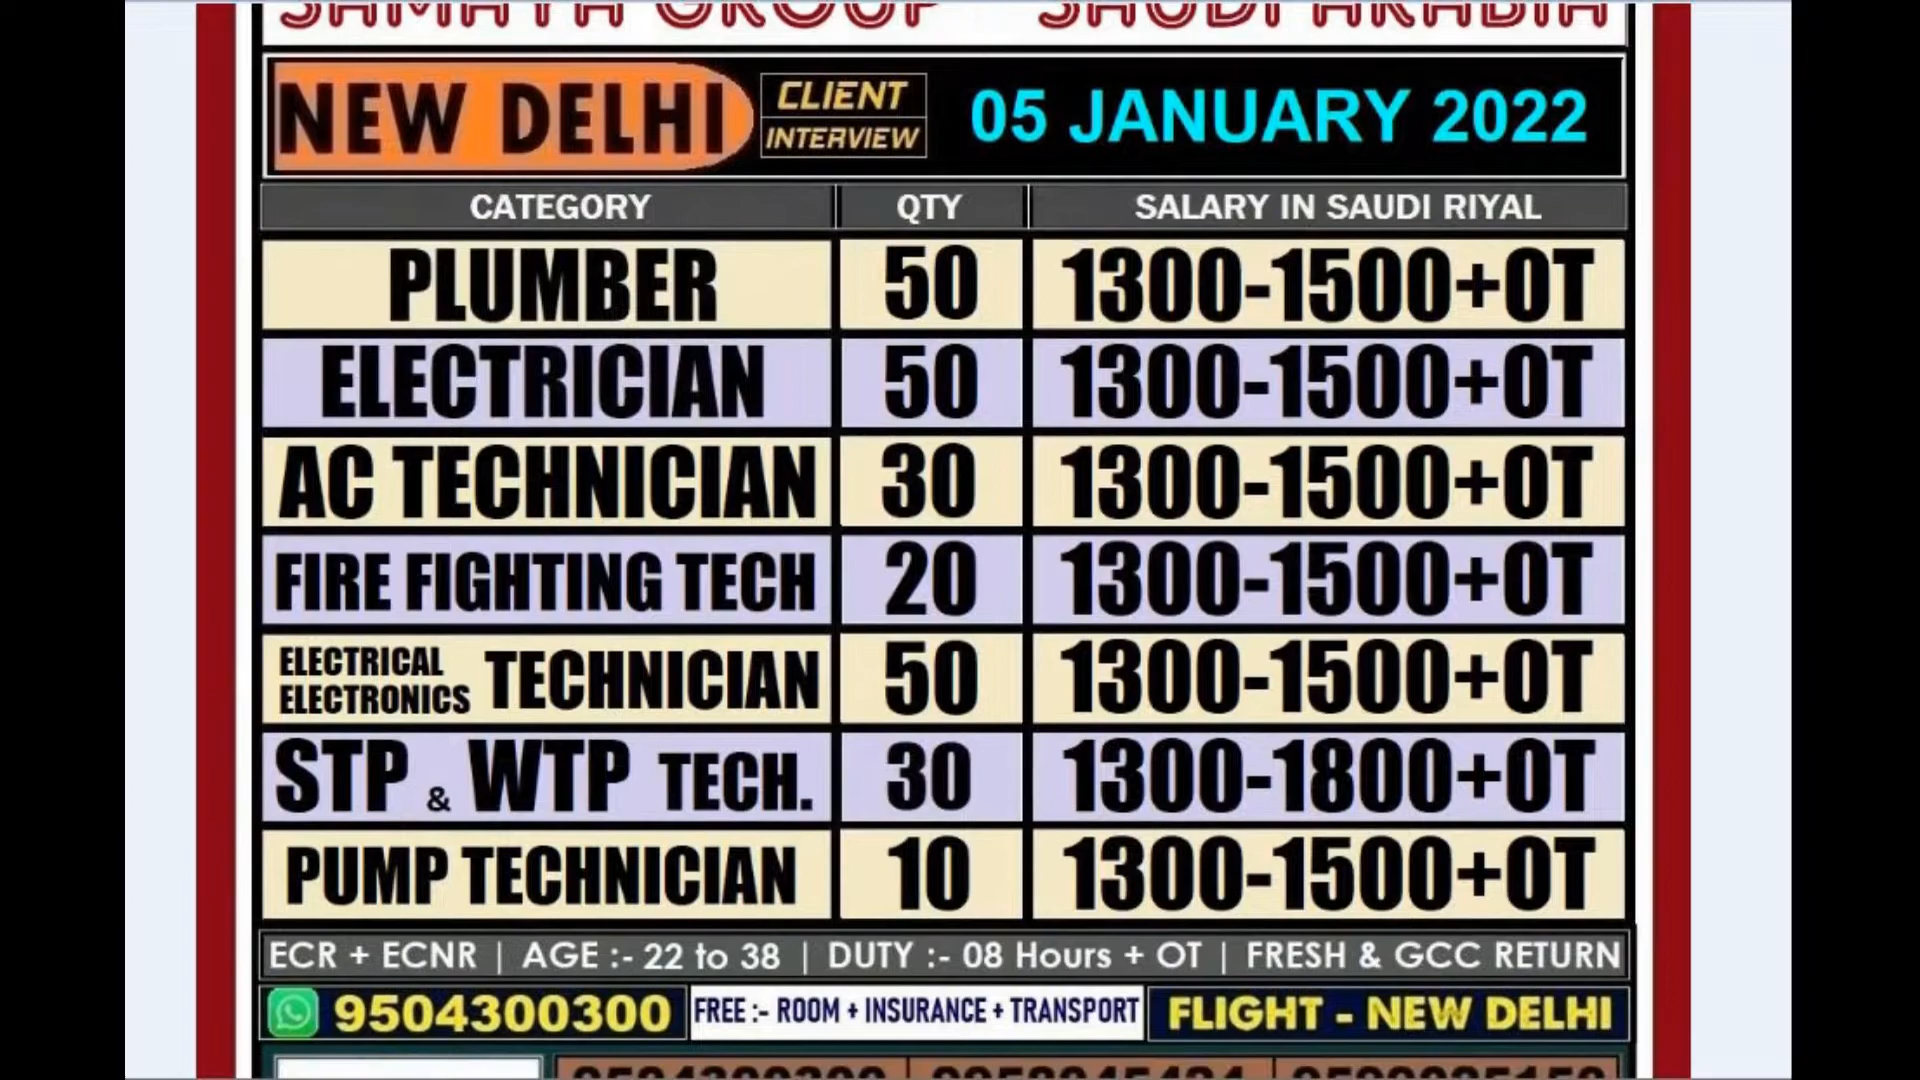 SAMAYA GROUP - SAUDI ARABIA
NEW DELHI CLIENT INTERVIEW 05 JANUARY 2022
CATEGORY QTY SALARY IN SAUDI RIYAL
PLUMBER 50 1300-1500+OT
ELECTRICIAN 50 1300-1500+OT
AC TECHNICIAN 30 1300-1500+OT
FIRE FIGHTING TECH 20 1300-1500+OT
ELECTRICAL ELECTRONICS TECHNICIAN 50 1300-1500+OT
STP & WTP TECH. 30 1300-1800+OT
PUMP TECHNICIAN 10 1300-1500+OT
ECR + ECNR | AGE :- 22 to 38 | DUTY :- 08 Hours + OT | FRESH & GCC RETURN
9504300300 FREE :- ROOM + INSURANCE + TRANSPORT FLIGHT - NEW DELHI